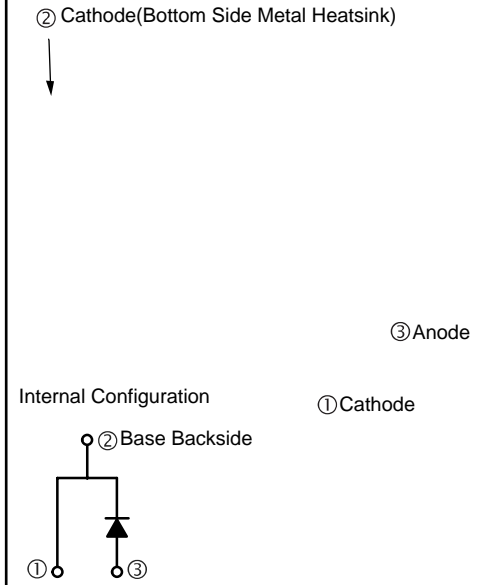 ② Cathode(Bottom Side Metal Heatsink)
③Anode
Internal Configuration
①Cathode
②Base Backside
① ③